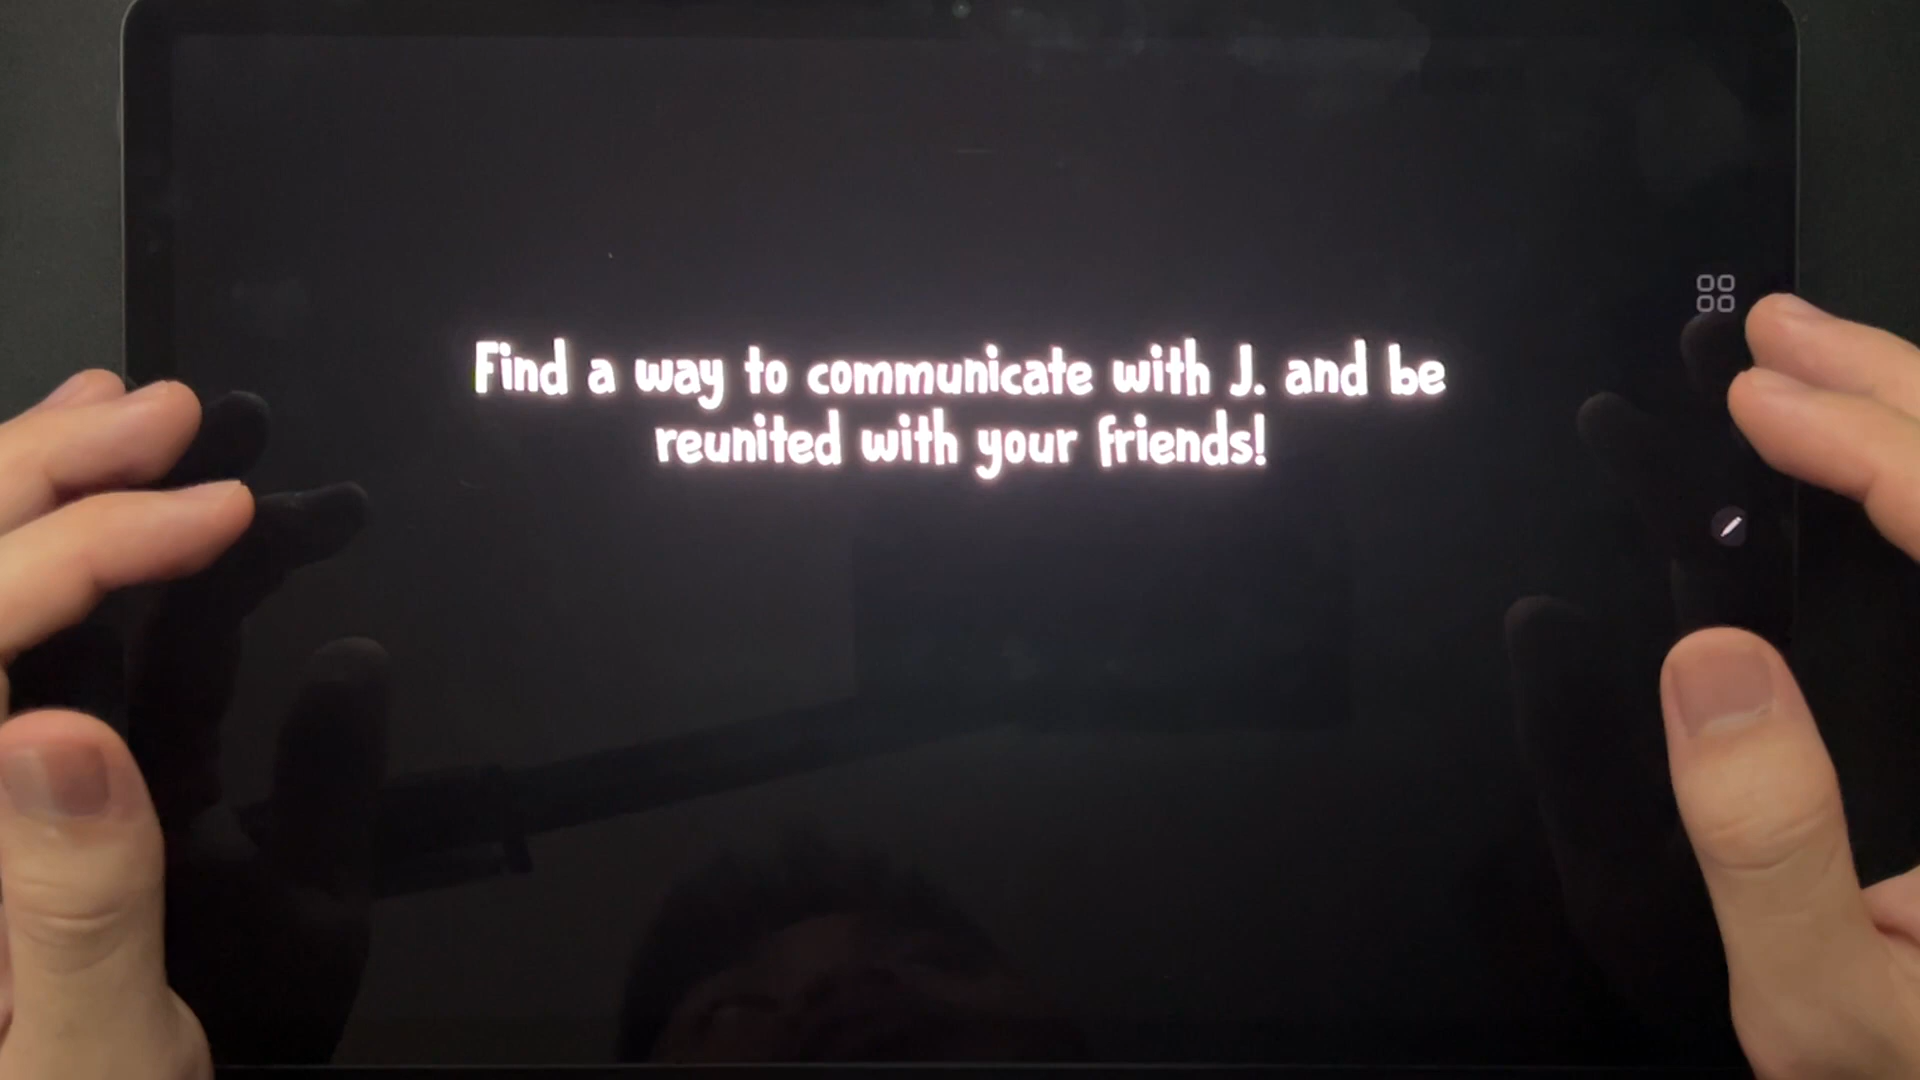 Find a way to communicate with J. and be
reunited with your friends!